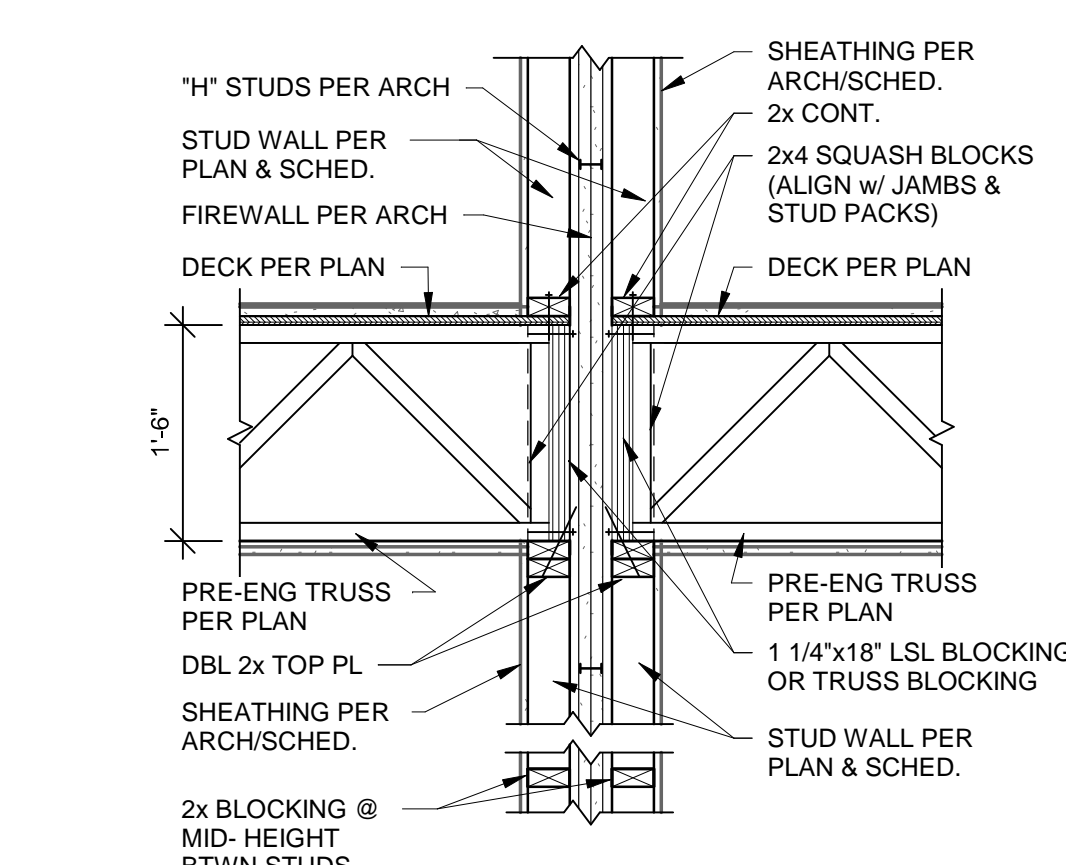 "H" STUDS PER ARCH
STUD WALL PER
PLAN & SCHED.
FIREWALL PER ARCH
DECK PER PLAN
1'-6"
PRE-ENG TRUSS
PER PLAN
DBL 2x TOP PL
SHEATHING PER
ARCH/SCHED.
2x BLOCKING @
MID- HEIGHT
BTWN STUDS
SHEATHING PER
ARCH/SCHED.
2x CONT.
2x4 SQUASH BLOCKS
(ALIGN w/ JAMBS &
STUD PACKS)
DECK PER PLAN
PRE-ENG TRUSS
PER PLAN
1 1/4"x18" LSL BLOCKING
OR TRUSS BLOCKING
STUD WALL PER
PLAN & SCHED.